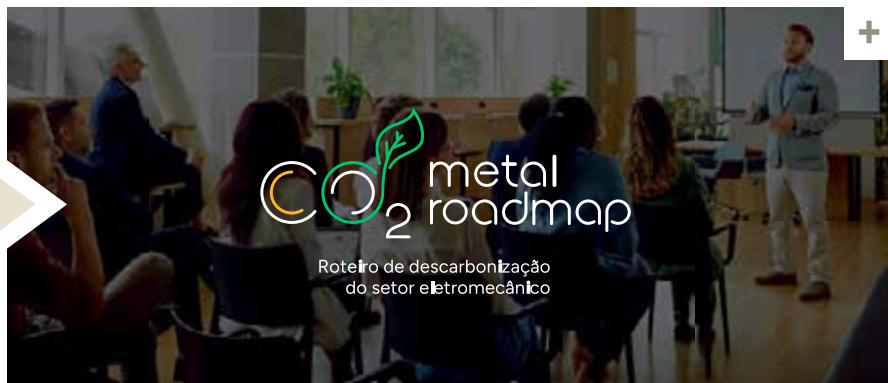 +
CO2 metal
roadmap
Roteiro de descarbonização
do setor eletromecânico